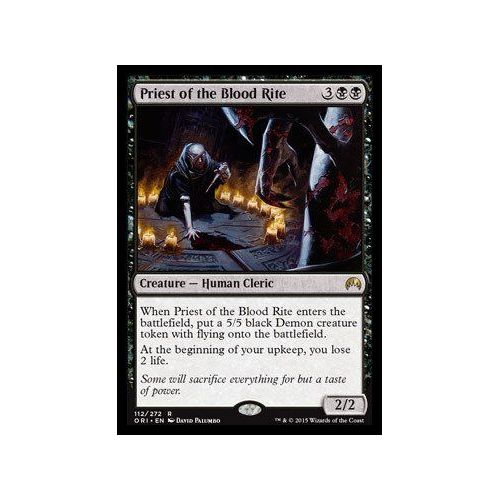 Priest of the Blood Rite 3
Creature — Human Cleric
When Priest of the Blood Rite enters the
battlefield, put a 5/5 black Demon creature
token with flying onto the battlefield.
At the beginning of your upkeep, you lose
2 life.
Some will sacrifice everything for but a taste
of power.
2/2
112/272 R
ORI • EN DAVID PALUMBO
™ & © 2015 Wizards of the Coast